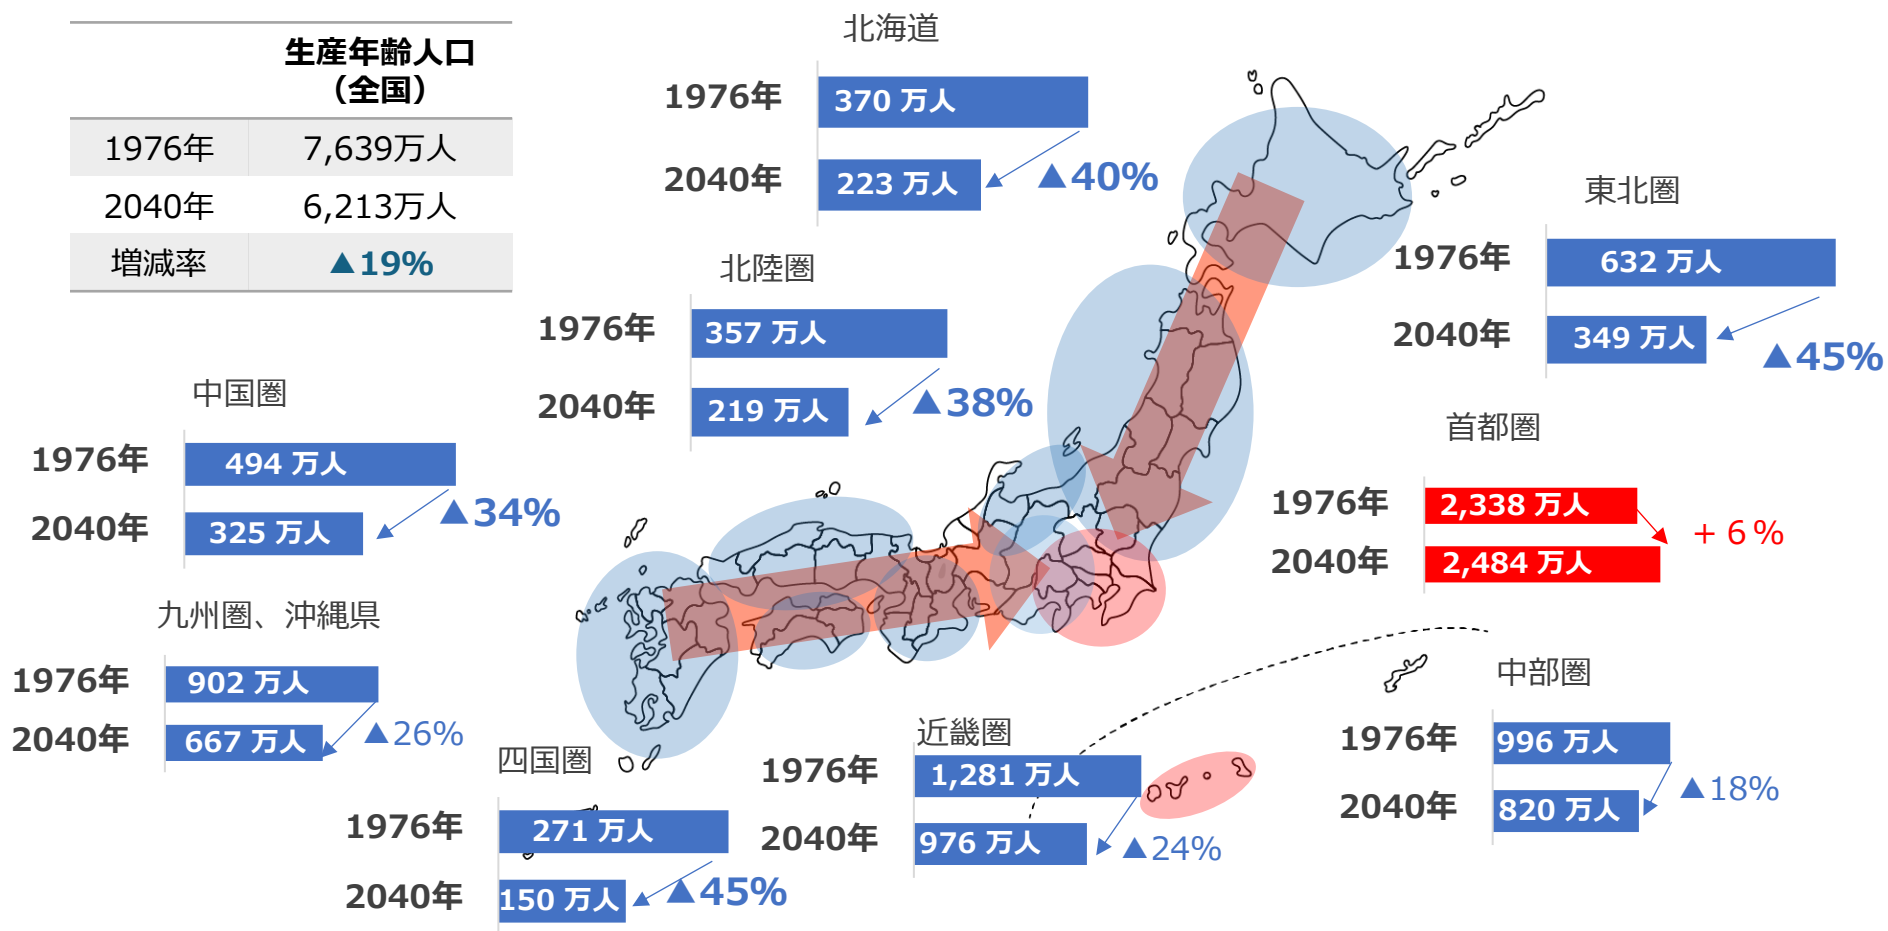 生産年齢人口
（全国）
1976年 7,639万人
2040年 6,213万人
増減率 ▲19%
北海道
1976年 370 万人
2040年 223 万人
▲40%
東北圏
1976年 632 万人
2040年 349 万人
▲45%
北陸圏
1976年 357 万人
2040年 219 万人
▲38%
中国圏
1976年 494 万人
2040年 325 万人
▲34%
首都圏
1976年 2,338 万人
2040年 2,484 万人
+ 6 %
九州圏、沖縄県
1976年 902 万人
2040年 667 万人
▲26%
四国圏
1976年 271 万人
2040年 150 万人
▲45%
近畿圏
1976年 1,281 万人
2040年 976 万人
▲24%
中部圏
1976年 996 万人
2040年 820 万人
▲18%